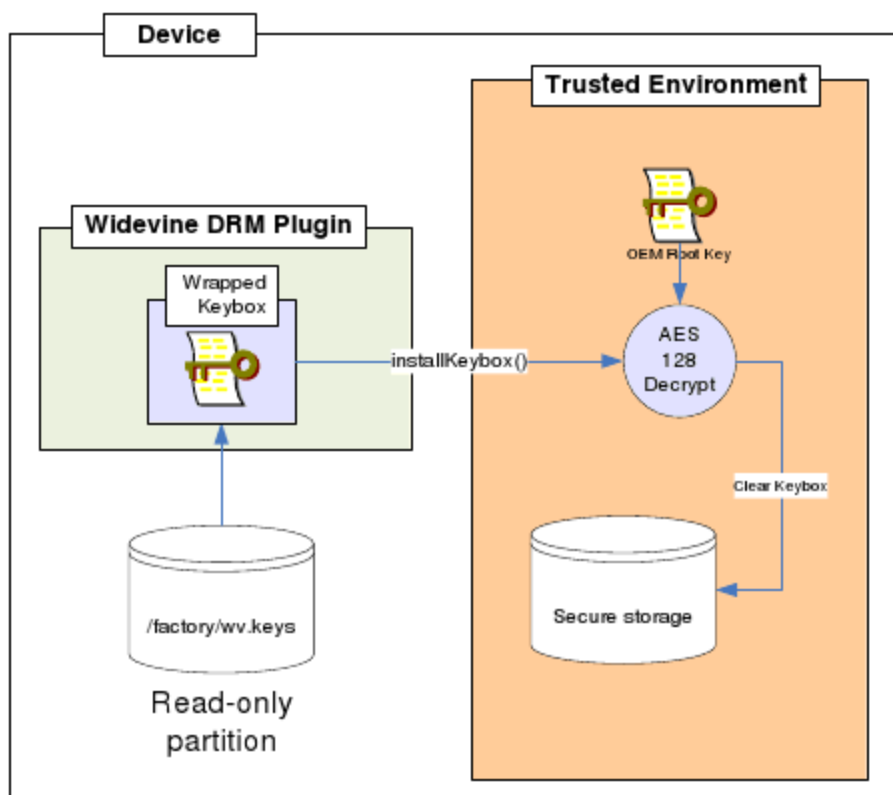 Device
Trusted Environment
OEM Root Key
Widevine DRM Plugin
Wrapped
Keybox
installKeybox()
AES
128
Decrypt
Clear Keybox
/factory/wv.keys
Secure storage
Read-only
partition